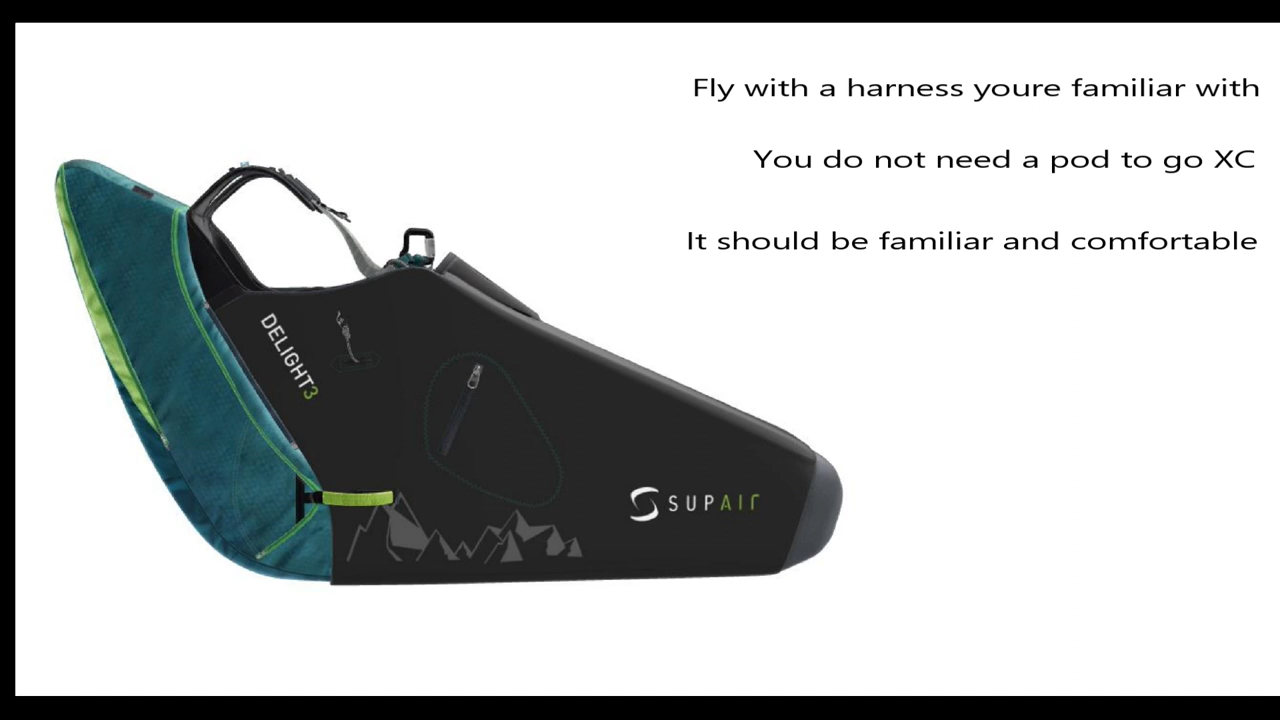 Fly with a harness youre familiar with
You do not need a pod to go XC
It should be familiar and comfortable
DELIGHT3
SUPAIR